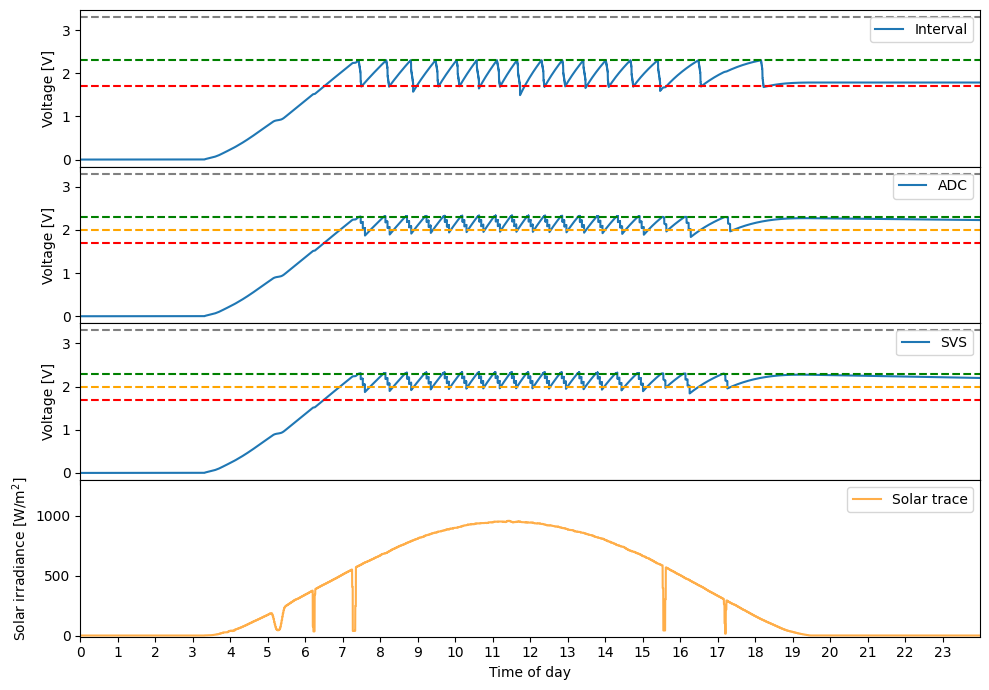 Voltage [V]
3
2
1
0
Interval
Voltage [V]
3
2
1
0
ADC
Voltage [V]
3
2
1
0
SVS
Solar irradiance [W/m²]
1000
500
0
Solar trace
0 1 2 3 4 5 6 7 8 9 10 11 12 13 14 15 16 17 18 19 20 21 22 23
Time of day